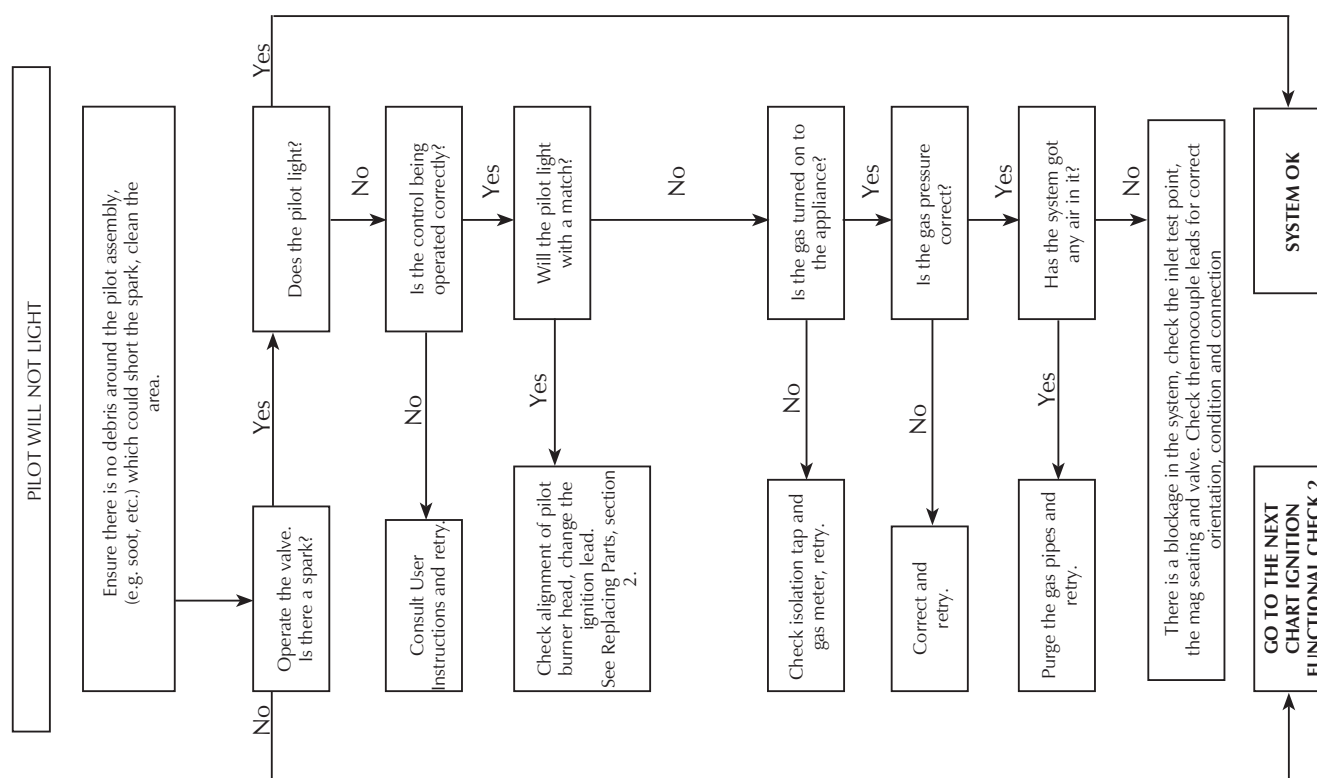 PILOT WILL NOT LIGHT
Ensure there is no debris around the pilot assembly,
(e.g. soot, etc.) which could short the spark, clean the
area.
No
Operate the valve.
Is there a spark?
Yes
Does the pilot light?
Yes
No
Consult User
Instructions and retry.
No
Is the control being
operated correctly?
Yes
Check alignment of pilot
burner head, change the
ignition lead.
See Replacing Parts, section
2.
Yes
Will the pilot light
with a match?
No
Check isolation tap and
gas meter, retry.
No
Is the gas turned on to
the appliance?
Yes
Correct and
retry.
No
Is the gas pressure
correct?
Yes
Purge the gas pipes and
retry.
Yes
Has the system got
any air in it?
No
There is a blockage in the system, check the inlet test point,
the mag seating and valve. Check thermocouple leads for correct
orientation, condition and connection
GO TO THE NEXT
CHART IGNITION
FUNCTIONAL CHECK 2
SYSTEM OK